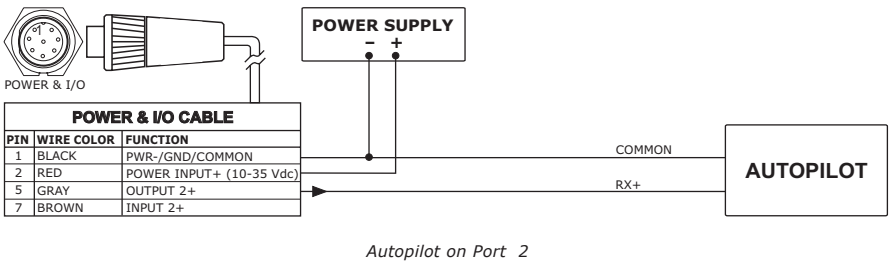 POWER SUPPLY
– +
1
POWER & I/O
POWER & I/O CABLE
PIN WIRE COLOR FUNCTION
1 BLACK PWR-/GND/COMMON
2 RED POWER INPUT+ (10-35 Vdc)
5 GRAY OUTPUT 2+
7 BROWN INPUT 2+
COMMON
RX+
AUTOPILOT
Autopilot on Port 2